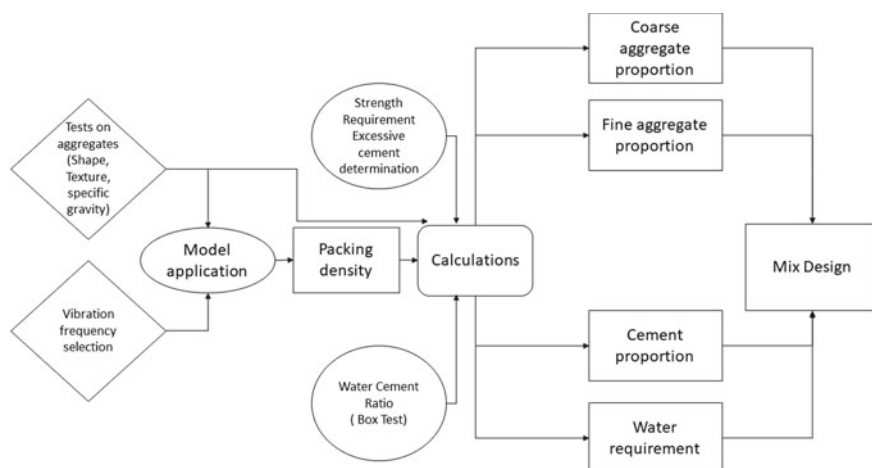 Tests on
aggregates
(Shape,
Texture,
specific
gravity)
Vibration
frequency
selection
Model
application
Packing
density
Strength
Requirement
Excessive
cement
determination
Calculations
Water Cement
Ratio
( Box Test)
Coarse
aggregate
proportion
Fine aggregate
proportion
Cement
proportion
Water
requirement
Mix Design